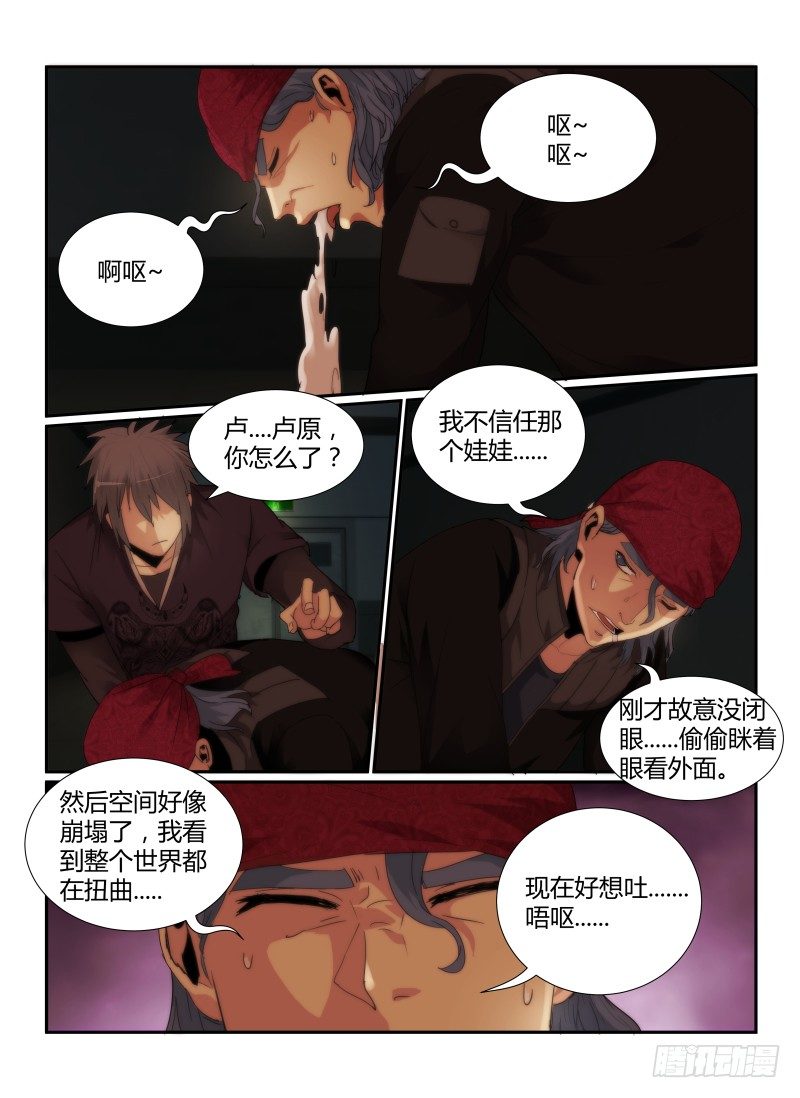 呕~
呕~
啊呕~
卢....卢原，
你怎么了？
我不信任那
个娃娃......
刚才故意没闭
眼......偷偷眯着
眼看外面。
然后空间好像
崩塌了，我看
到整个世界都
在扭曲.....
现在好想吐.......
唔呕......
腾讯动漫